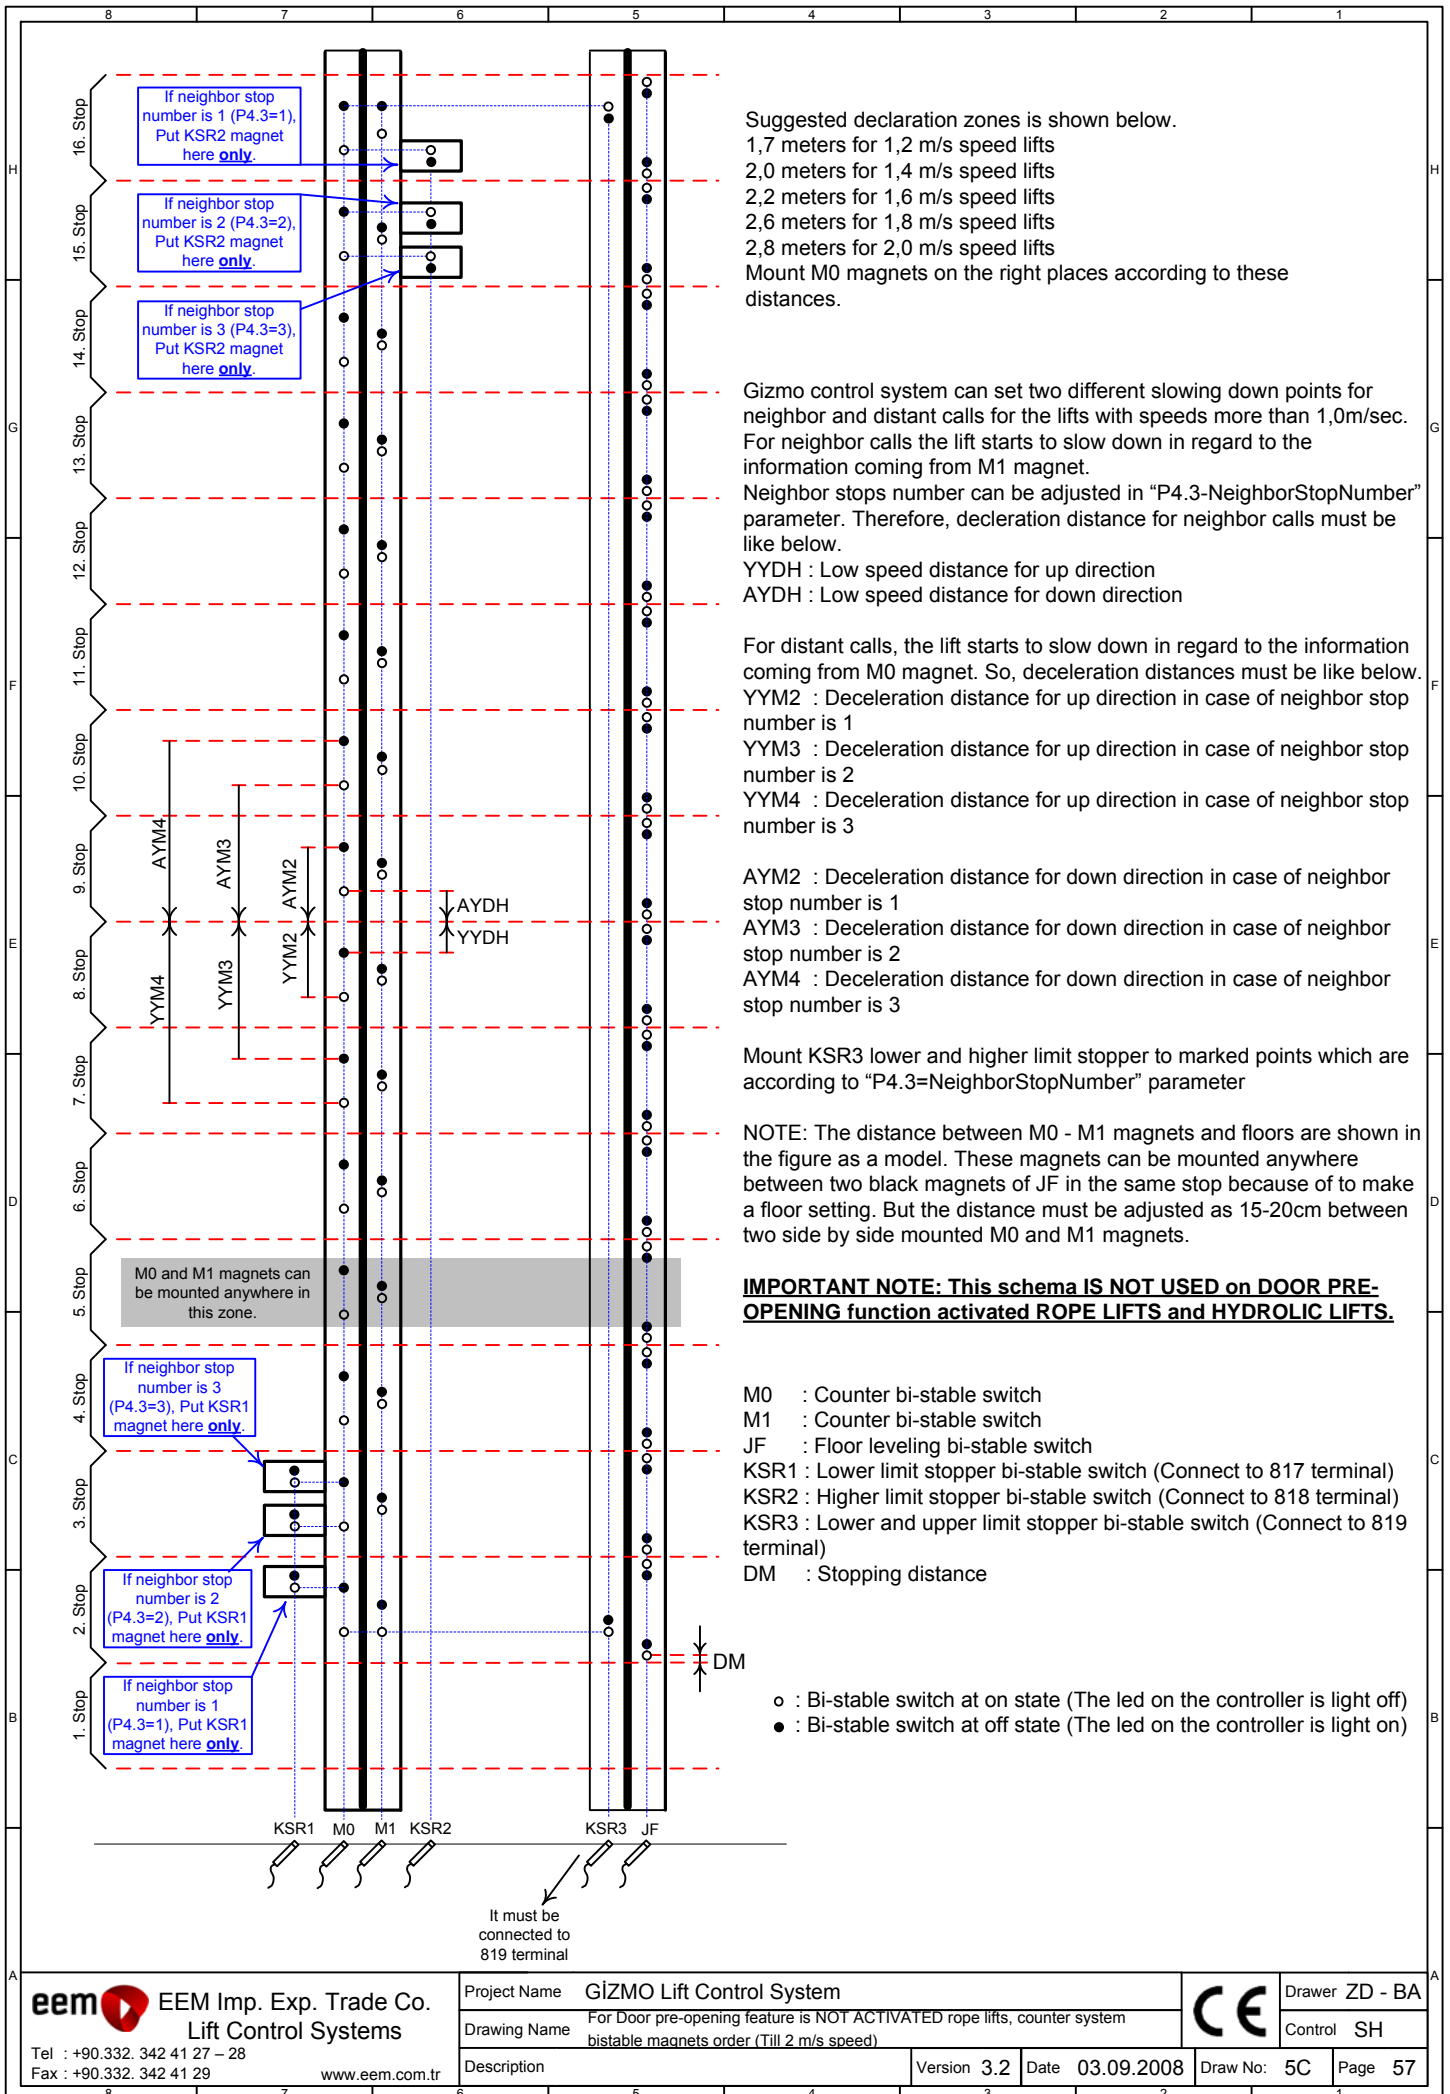 8 7 6 5 4 3 2 1
H
G
F
E
D
C
B
A
H
G
F
E
D
C
B
A
16. Stop
15. Stop
14. Stop
13. Stop
12. Stop
11. Stop
10. Stop
9. Stop
8. Stop
7. Stop
6. Stop
5. Stop
4. Stop
3. Stop
2. Stop
1. Stop
If neighbor stop
number is 1 (P4.3=1),
Put KSR2 magnet
here only.
If neighbor stop
number is 2 (P4.3=2),
Put KSR2 magnet
here only.
If neighbor stop
number is 3 (P4.3=3),
Put KSR2 magnet
here only.
AYM4
AYM3
AYM2
AYDH
YYDH
YYM4
YYM3
YYM2
M0 and M1 magnets can
be mounted anywhere in
this zone.
If neighbor stop
number is 3
(P4.3=3), Put KSR1
magnet here only.
If neighbor stop
number is 2
(P4.3=2), Put KSR1
magnet here only.
If neighbor stop
number is 1
(P4.3=1), Put KSR1
magnet here only.
DM
KSR1 M0 M1 KSR2 KSR3 JF
It must be
connected to
819 terminal
Suggested declaration zones is shown below.
1,7 meters for 1,2 m/s speed lifts
2,0 meters for 1,4 m/s speed lifts
2,2 meters for 1,6 m/s speed lifts
2,6 meters for 1,8 m/s speed lifts
2,8 meters for 2,0 m/s speed lifts
Mount M0 magnets on the right places according to these
distances.
Gizmo control system can set two different slowing down points for
neighbor and distant calls for the lifts with speeds more than 1,0m/sec.
For neighbor calls the lift starts to slow down in regard to the
information coming from M1 magnet.
Neighbor stops number can be adjusted in “P4.3-NeighborStopNumber”
parameter. Therefore, decleration distance for neighbor calls must be
like below.
YYDH : Low speed distance for up direction
AYDH : Low speed distance for down direction
For distant calls, the lift starts to slow down in regard to the information
coming from M0 magnet. So, deceleration distances must be like below.
YYM2 : Deceleration distance for up direction in case of neighbor stop
number is 1
YYM3 : Deceleration distance for up direction in case of neighbor stop
number is 2
YYM4 : Deceleration distance for up direction in case of neighbor stop
number is 3
AYM2 : Deceleration distance for down direction in case of neighbor
stop number is 1
AYM3 : Deceleration distance for down direction in case of neighbor
stop number is 2
AYM4 : Deceleration distance for down direction in case of neighbor
stop number is 3
Mount KSR3 lower and higher limit stopper to marked points which are
according to “P4.3=NeighborStopNumber” parameter
NOTE: The distance between M0 - M1 magnets and floors are shown in
the figure as a model. These magnets can be mounted anywhere
between two black magnets of JF in the same stop because of to make
a floor setting. But the distance must be adjusted as 15-20cm between
two side by side mounted M0 and M1 magnets.
IMPORTANT NOTE: This schema IS NOT USED on DOOR PRE-
OPENING function activated ROPE LIFTS and HYDROLIC LIFTS.
M0 : Counter bi-stable switch
M1 : Counter bi-stable switch
JF : Floor leveling bi-stable switch
KSR1 : Lower limit stopper bi-stable switch (Connect to 817 terminal)
KSR2 : Higher limit stopper bi-stable switch (Connect to 818 terminal)
KSR3 : Lower and upper limit stopper bi-stable switch (Connect to 819
terminal)
DM : Stopping distance
: Bi-stable switch at on state (The led on the controller is light off)
: Bi-stable switch at off state (The led on the controller is light on)
eem
EEM Imp. Exp. Trade Co.
Lift Control Systems
Tel : +90.332. 342 41 27 – 28
Fax : +90.332. 342 41 29 www.eem.com.tr
Project Name GİZMO Lift Control System
Drawing Name For Door pre-opening feature is NOT ACTIVATED rope lifts, counter system
bistable magnets order (Till 2 m/s speed)
Description
Version 3.2 Date 03.09.2008
CE
Drawer ZD - BA
Control SH
Draw No: 5C Page 57
8 7 6 5 4 3 2 1